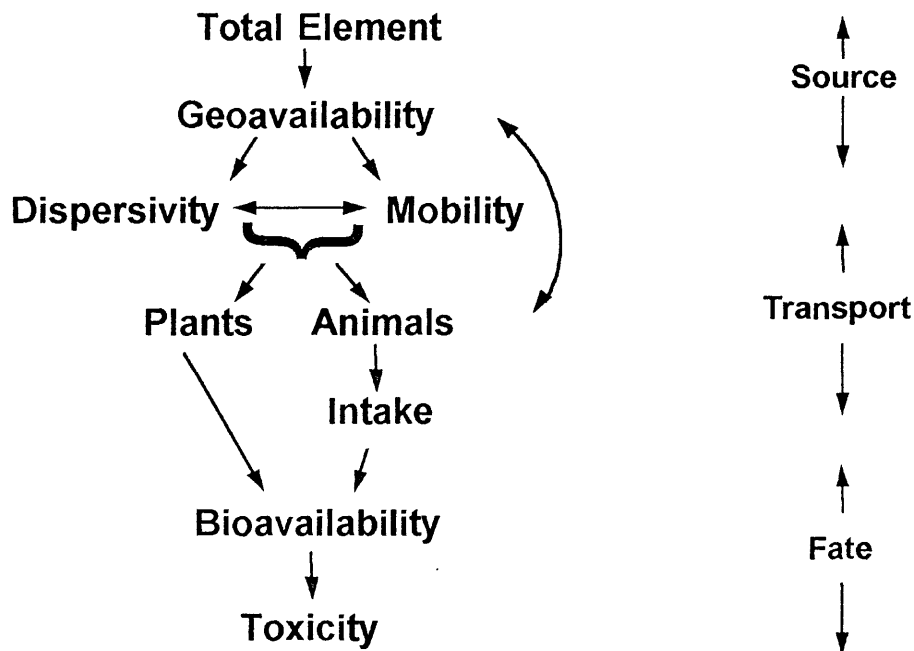 Total Element
Source
Geoavailability
Dispersivity
Mobility
Transport
Plants
Animals
Intake
Bioavailability
Fate
Toxicity